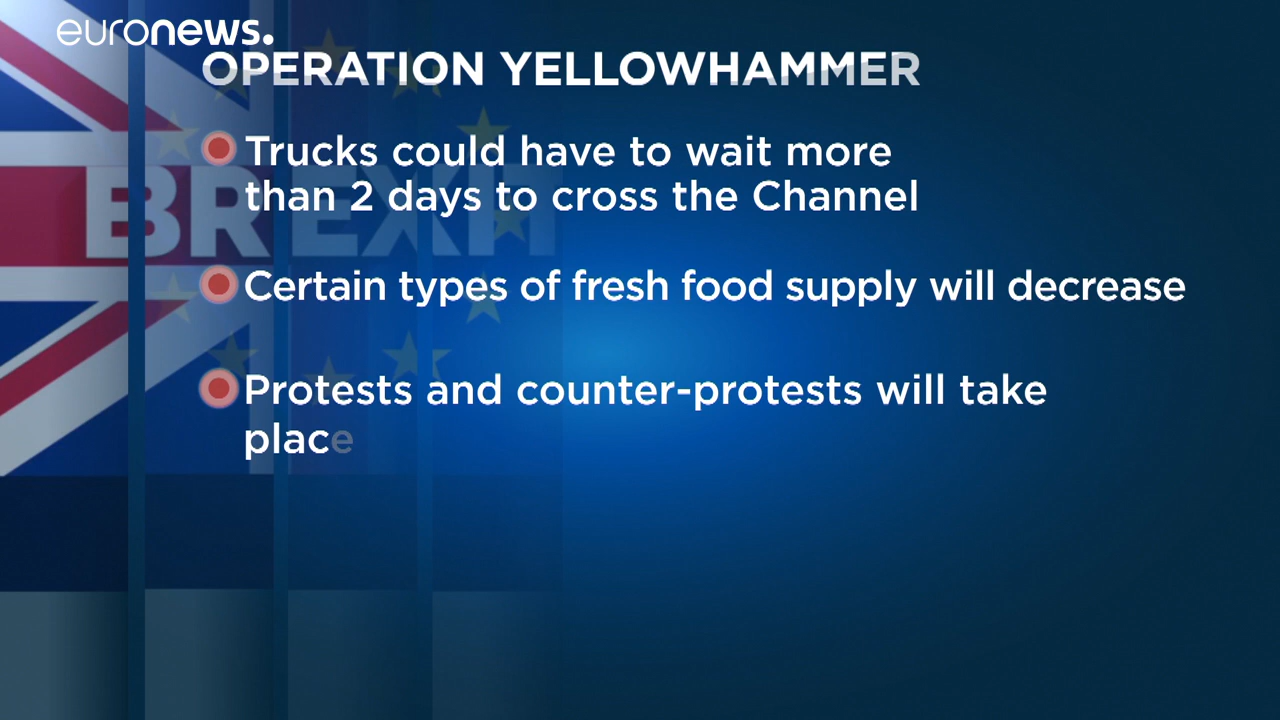 euronews.
OPERATION YELLOWHAMMER
Trucks could have to wait more
than 2 days to cross the Channel
BREXIT
Certain types of fresh food supply will decrease
Protests and counter-protests will take
place